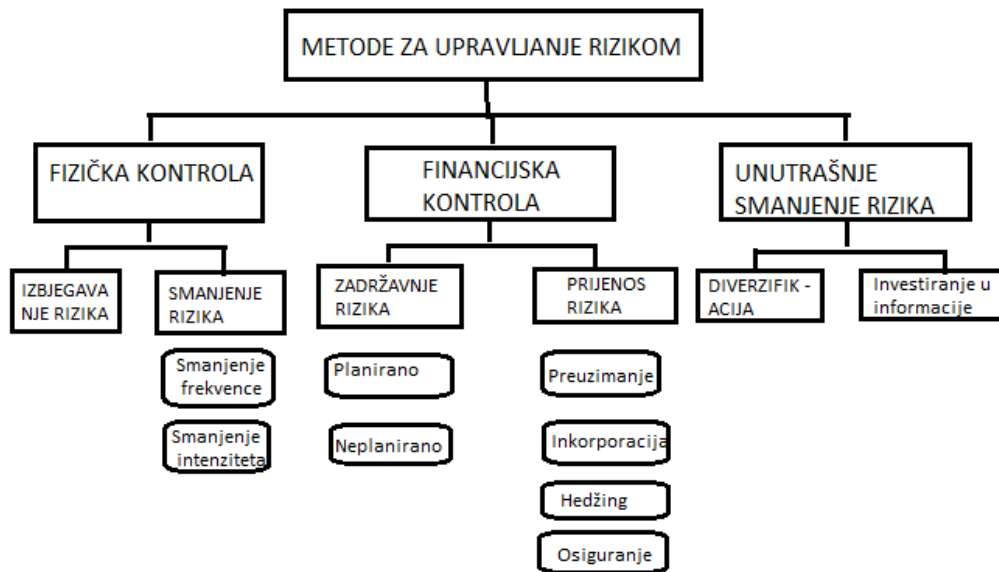 METODE ZA UPRAVLJANJE RIZIKOM
FIZIČKA KONTROLA
FINANCIJSKA
KONTROLA
UNUTRAŠNJE
SMANJENJE RIZIKA
IZBJEGAVA
NJE RIZIKA
SMANJENJE
RIZIKA
ZADRŽAVNJE
RIZIKA
PRIJENOS
RIZIKA
DIVERZIFIK -
ACIJA
Investiranje u
informacije
Smanjenje
frekvence
Smanjenje
intenziteta
Planirano
Neplanirano
Preuzimanje
Inkorporacija
Hedžing
Osiguranje